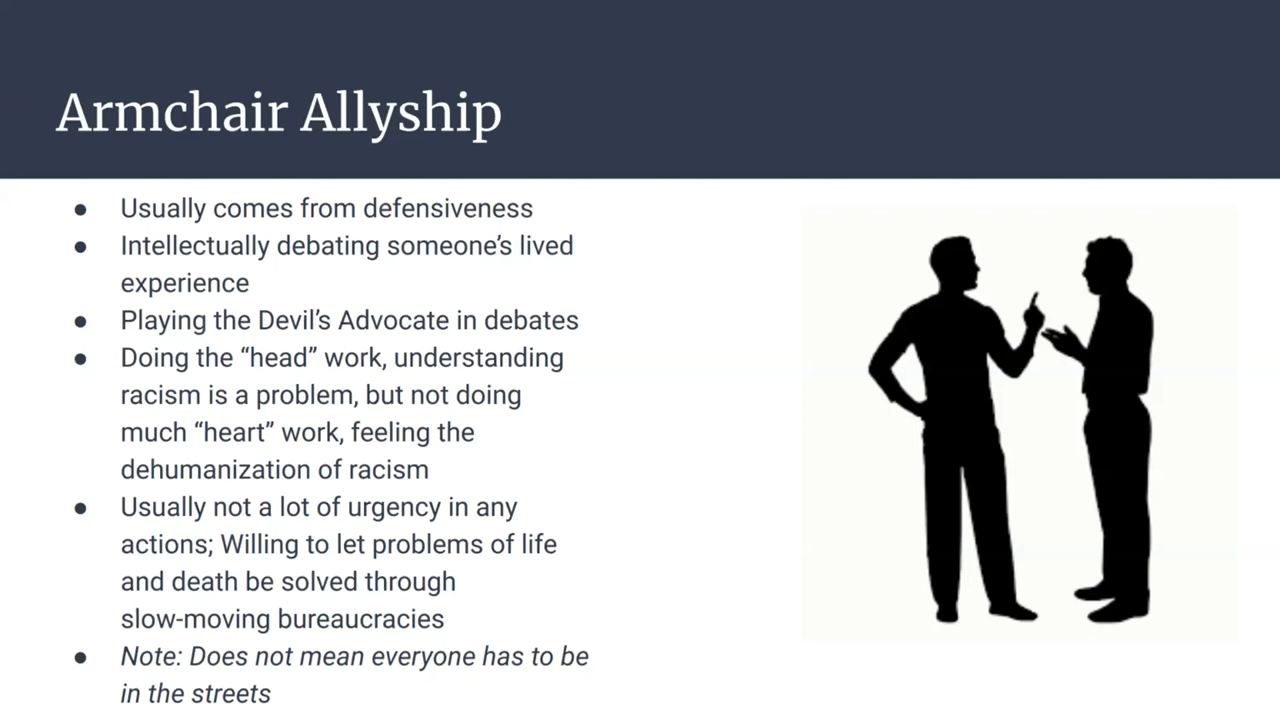 Armchair Allyship
● Usually comes from defensiveness
● Intellectually debating someone’s lived
experience
● Playing the Devil’s Advocate in debates
● Doing the “head” work, understanding
racism is a problem, but not doing
much “heart” work, feeling the
dehumanization of racism
● Usually not a lot of urgency in any
actions; Willing to let problems of life
and death be solved through
slow-moving bureaucracies
● Note: Does not mean everyone has to be
in the streets